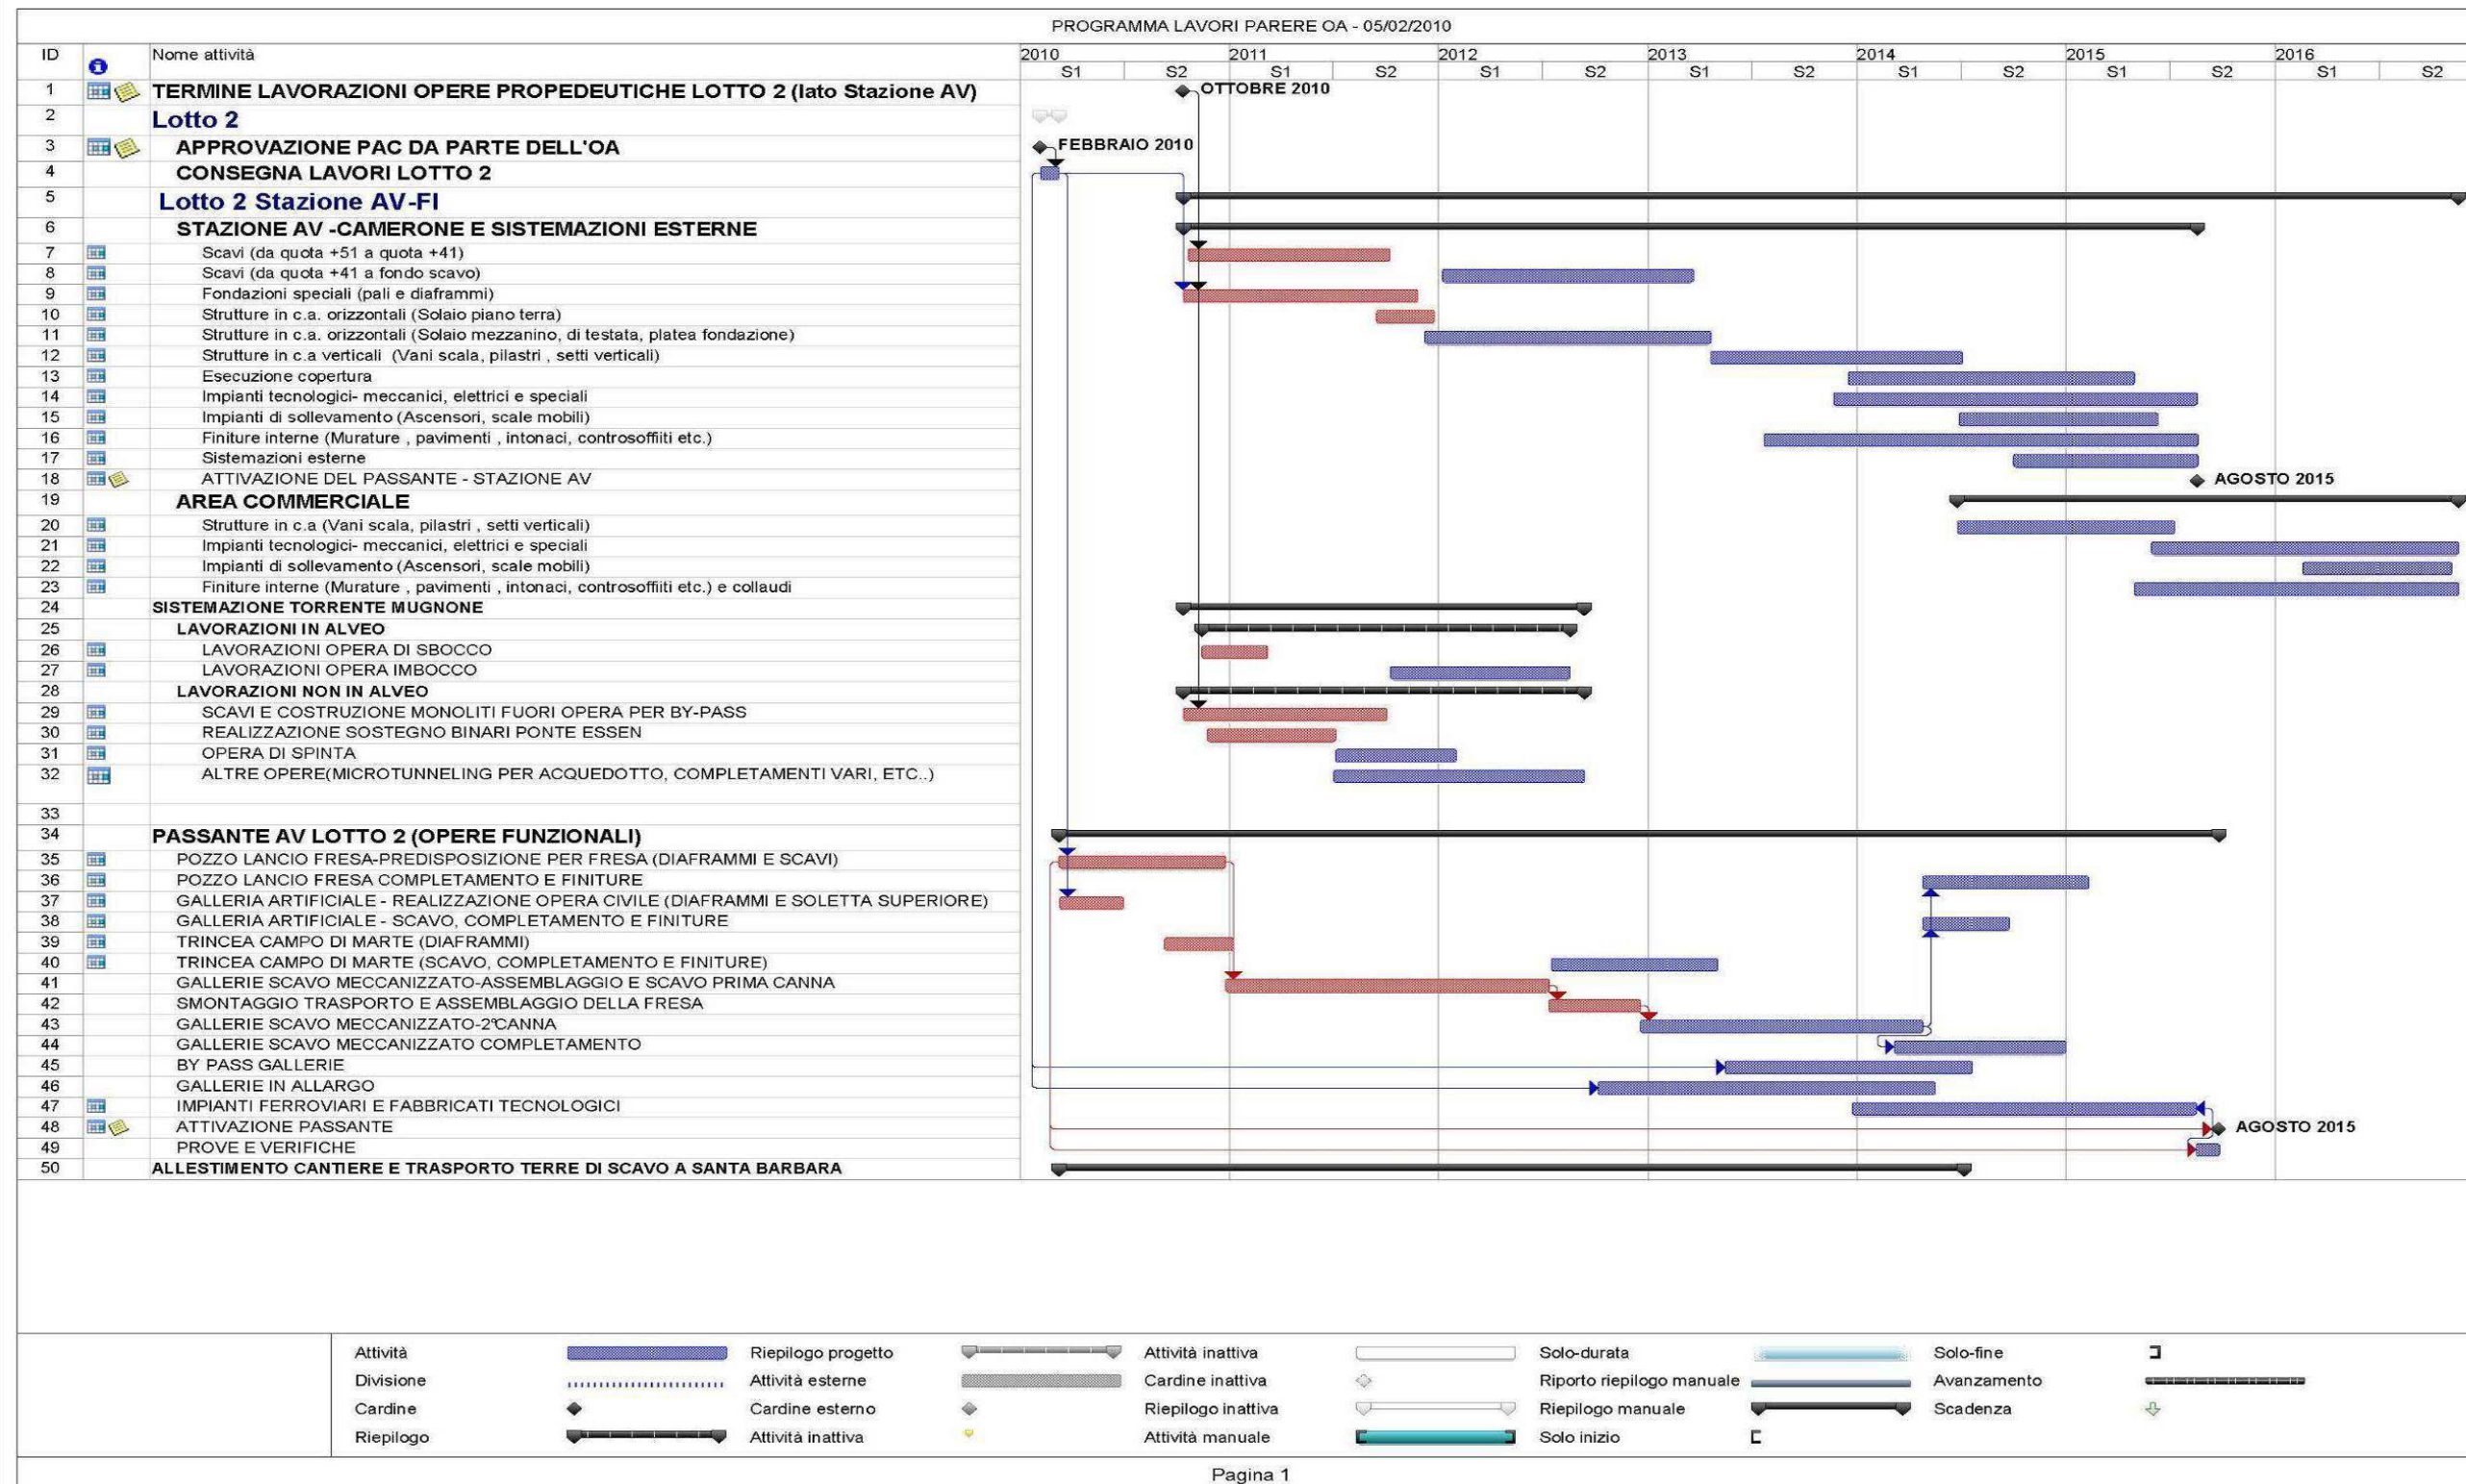 PROGRAMMA LAVORI PARERE OA - 05/02/2010
ID Nome attività 2010 2011 2012 2013 2014 2015 2016
S1 S2 S1 S2 S1 S2 S1 S2 S1 S2 S1 S2 S1 S2
1 TERMINE LAVORAZIONI OPERE PROPEDEUTICHE LOTTO 2 (lato Stazione AV) OTTOBRE 2010
2 Lotto 2
3 APPROVAZIONE PAC DA PARTE DELL'OA FEBBRAIO 2010
4 CONSEGNA LAVORI LOTTO 2
5 Lotto 2 Stazione AV-FI
6 STAZIONE AV -CAMERONE E SISTEMAZIONI ESTERNE
7 Scavi (da quota +51 a quota +41)
8 Scavi (da quota +41 a fondo scavo)
9 Fondazioni speciali (pali e diaframmi)
10 Strutture in c.a. orizzontali (Solaio piano terra)
11 Strutture in c.a. orizzontali (Solaio mezzanino, di testata, platea fondazione)
12 Strutture in c.a verticali (Vani scala, pilastri , setti verticali)
13 Esecuzione copertura
14 Impianti tecnologici- meccanici, elettrici e speciali
15 Impianti di sollevamento (Ascensori, scale mobili)
16 Finiture interne (Murature , pavimenti , intonaci, controsoffiiti etc.)
17 Sistemazioni esterne
18 ATTIVAZIONE DEL PASSANTE - STAZIONE AV AGOSTO 2015
19 AREA COMMERCIALE
20 Strutture in c.a (Vani scala, pilastri , setti verticali)
21 Impianti tecnologici- meccanici, elettrici e speciali
22 Impianti di sollevamento (Ascensori, scale mobili)
23 Finiture interne (Murature , pavimenti , intonaci, controsoffiiti etc.) e collaudi
24 SISTEMAZIONE TORRENTE MUGNONE
25 LAVORAZIONI IN ALVEO
26 LAVORAZIONI OPERA DI SBOCCO
27 LAVORAZIONI OPERA IMBOCCO
28 LAVORAZIONI NON IN ALVEO
29 SCAVI E COSTRUZIONE MONOLITI FUORI OPERA PER BY-PASS
30 REALIZZAZIONE SOSTEGNO BINARI PONTE ESSEN
31 OPERA DI SPINTA
32 ALTRE OPERE(MICROTUNNELING PER ACQUEDOTTO, COMPLETAMENTI VARI, ETC..)
33
34 PASSANTE AV LOTTO 2 (OPERE FUNZIONALI)
35 POZZO LANCIO FRESA-PREDISPOSIZIONE PER FRESA (DIAFRAMMI E SCAVI)
36 POZZO LANCIO FRESA COMPLETAMENTO E FINITURE
37 GALLERIA ARTIFICIALE - REALIZZAZIONE OPERA CIVILE (DIAFRAMMI E SOLETTA SUPERIORE)
38 GALLERIA ARTIFICIALE - SCAVO, COMPLETAMENTO E FINITURE
39 TRINCEA CAMPO DI MARTE (DIAFRAMMI)
40 TRINCEA CAMPO DI MARTE (SCAVO, COMPLETAMENTO E FINITURE)
41 GALLERIE SCAVO MECCANIZZATO-ASSEMBLAGGIO E SCAVO PRIMA CANNA
42 SMONTAGGIO TRASPORTO E ASSEMBLAGGIO DELLA FRESA
43 GALLERIE SCAVO MECCANIZZATO-2°CANNA
44 GALLERIE SCAVO MECCANIZZATO COMPLETAMENTO
45 BY PASS GALLERIE
46 GALLERIE IN ALLARGO
47 IMPIANTI FERROVIARI E FABBRICATI TECNOLOGICI
48 ATTIVAZIONE PASSANTE AGOSTO 2015
49 PROVE E VERIFICHE
50 ALLESTIMENTO CANTIERE E TRASPORTO TERRE DI SCAVO A SANTA BARBARA
Attività Riepilogo progetto Attività inattiva Solo-durata Solo-fine
Divisione Attività esterne Cardine inattiva Riporto riepilogo manuale Avanzamento
Cardine Cardine esterno Riepilogo inattiva Riepilogo manuale Scadenza
Riepilogo Attività inattiva Attività manuale Solo inizio
Pagina 1